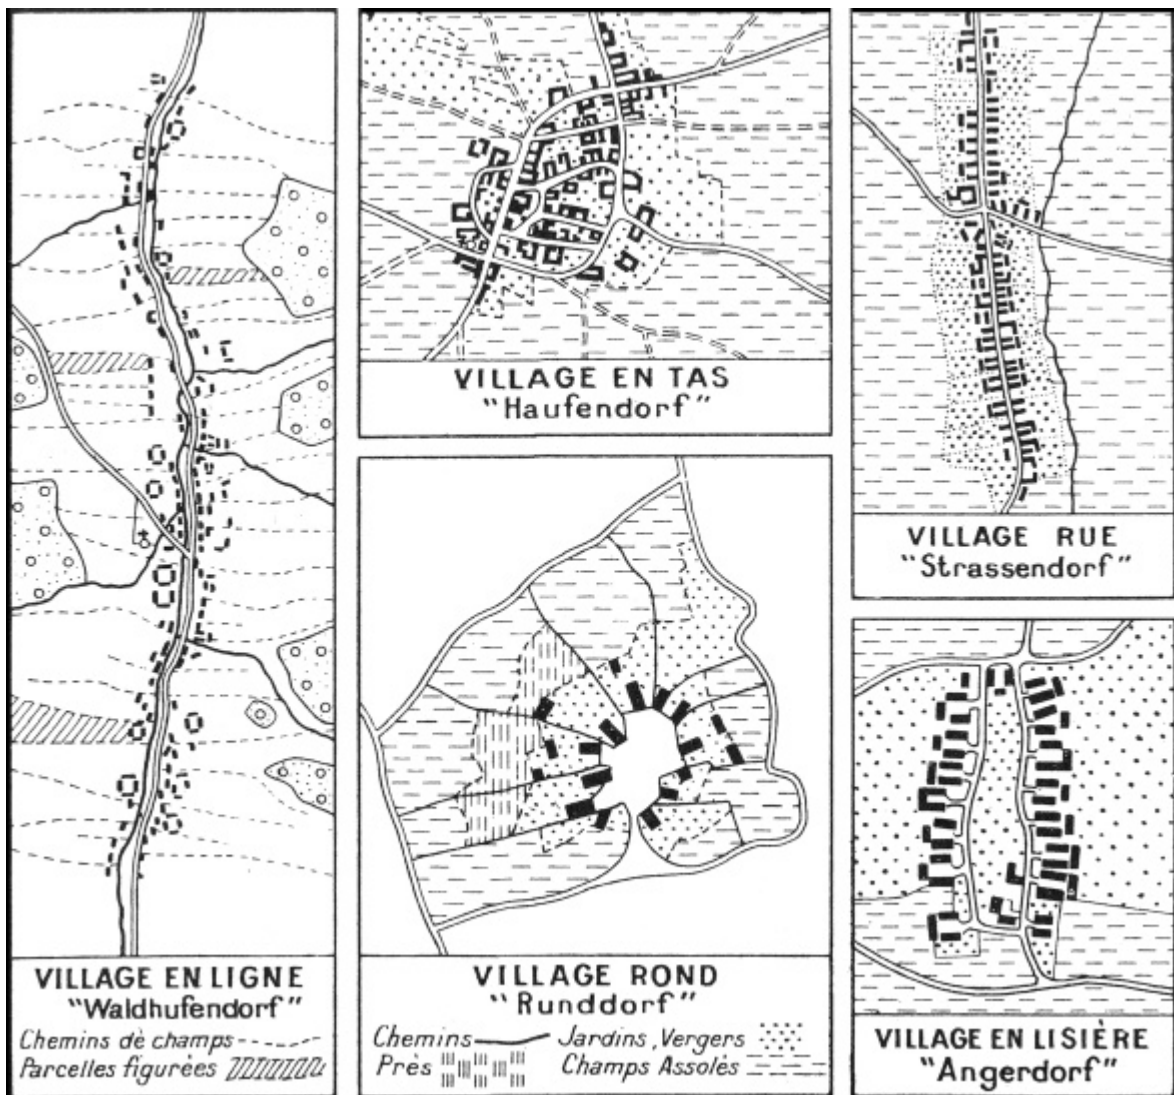 VILLAGE EN LIGNE
"Waldhufendorf"
Chemins dè champs
Parcelles figurées
VILLAGE EN TAS
"Haufendorf"
VILLAGE ROND
"Runddorf"
Chemins
Jardins, Vergers
Près
Champs Assolés
VILLAGE RUE
"Strassendorf"
VILLAGE EN LISIÈRE
"Angerdorf"